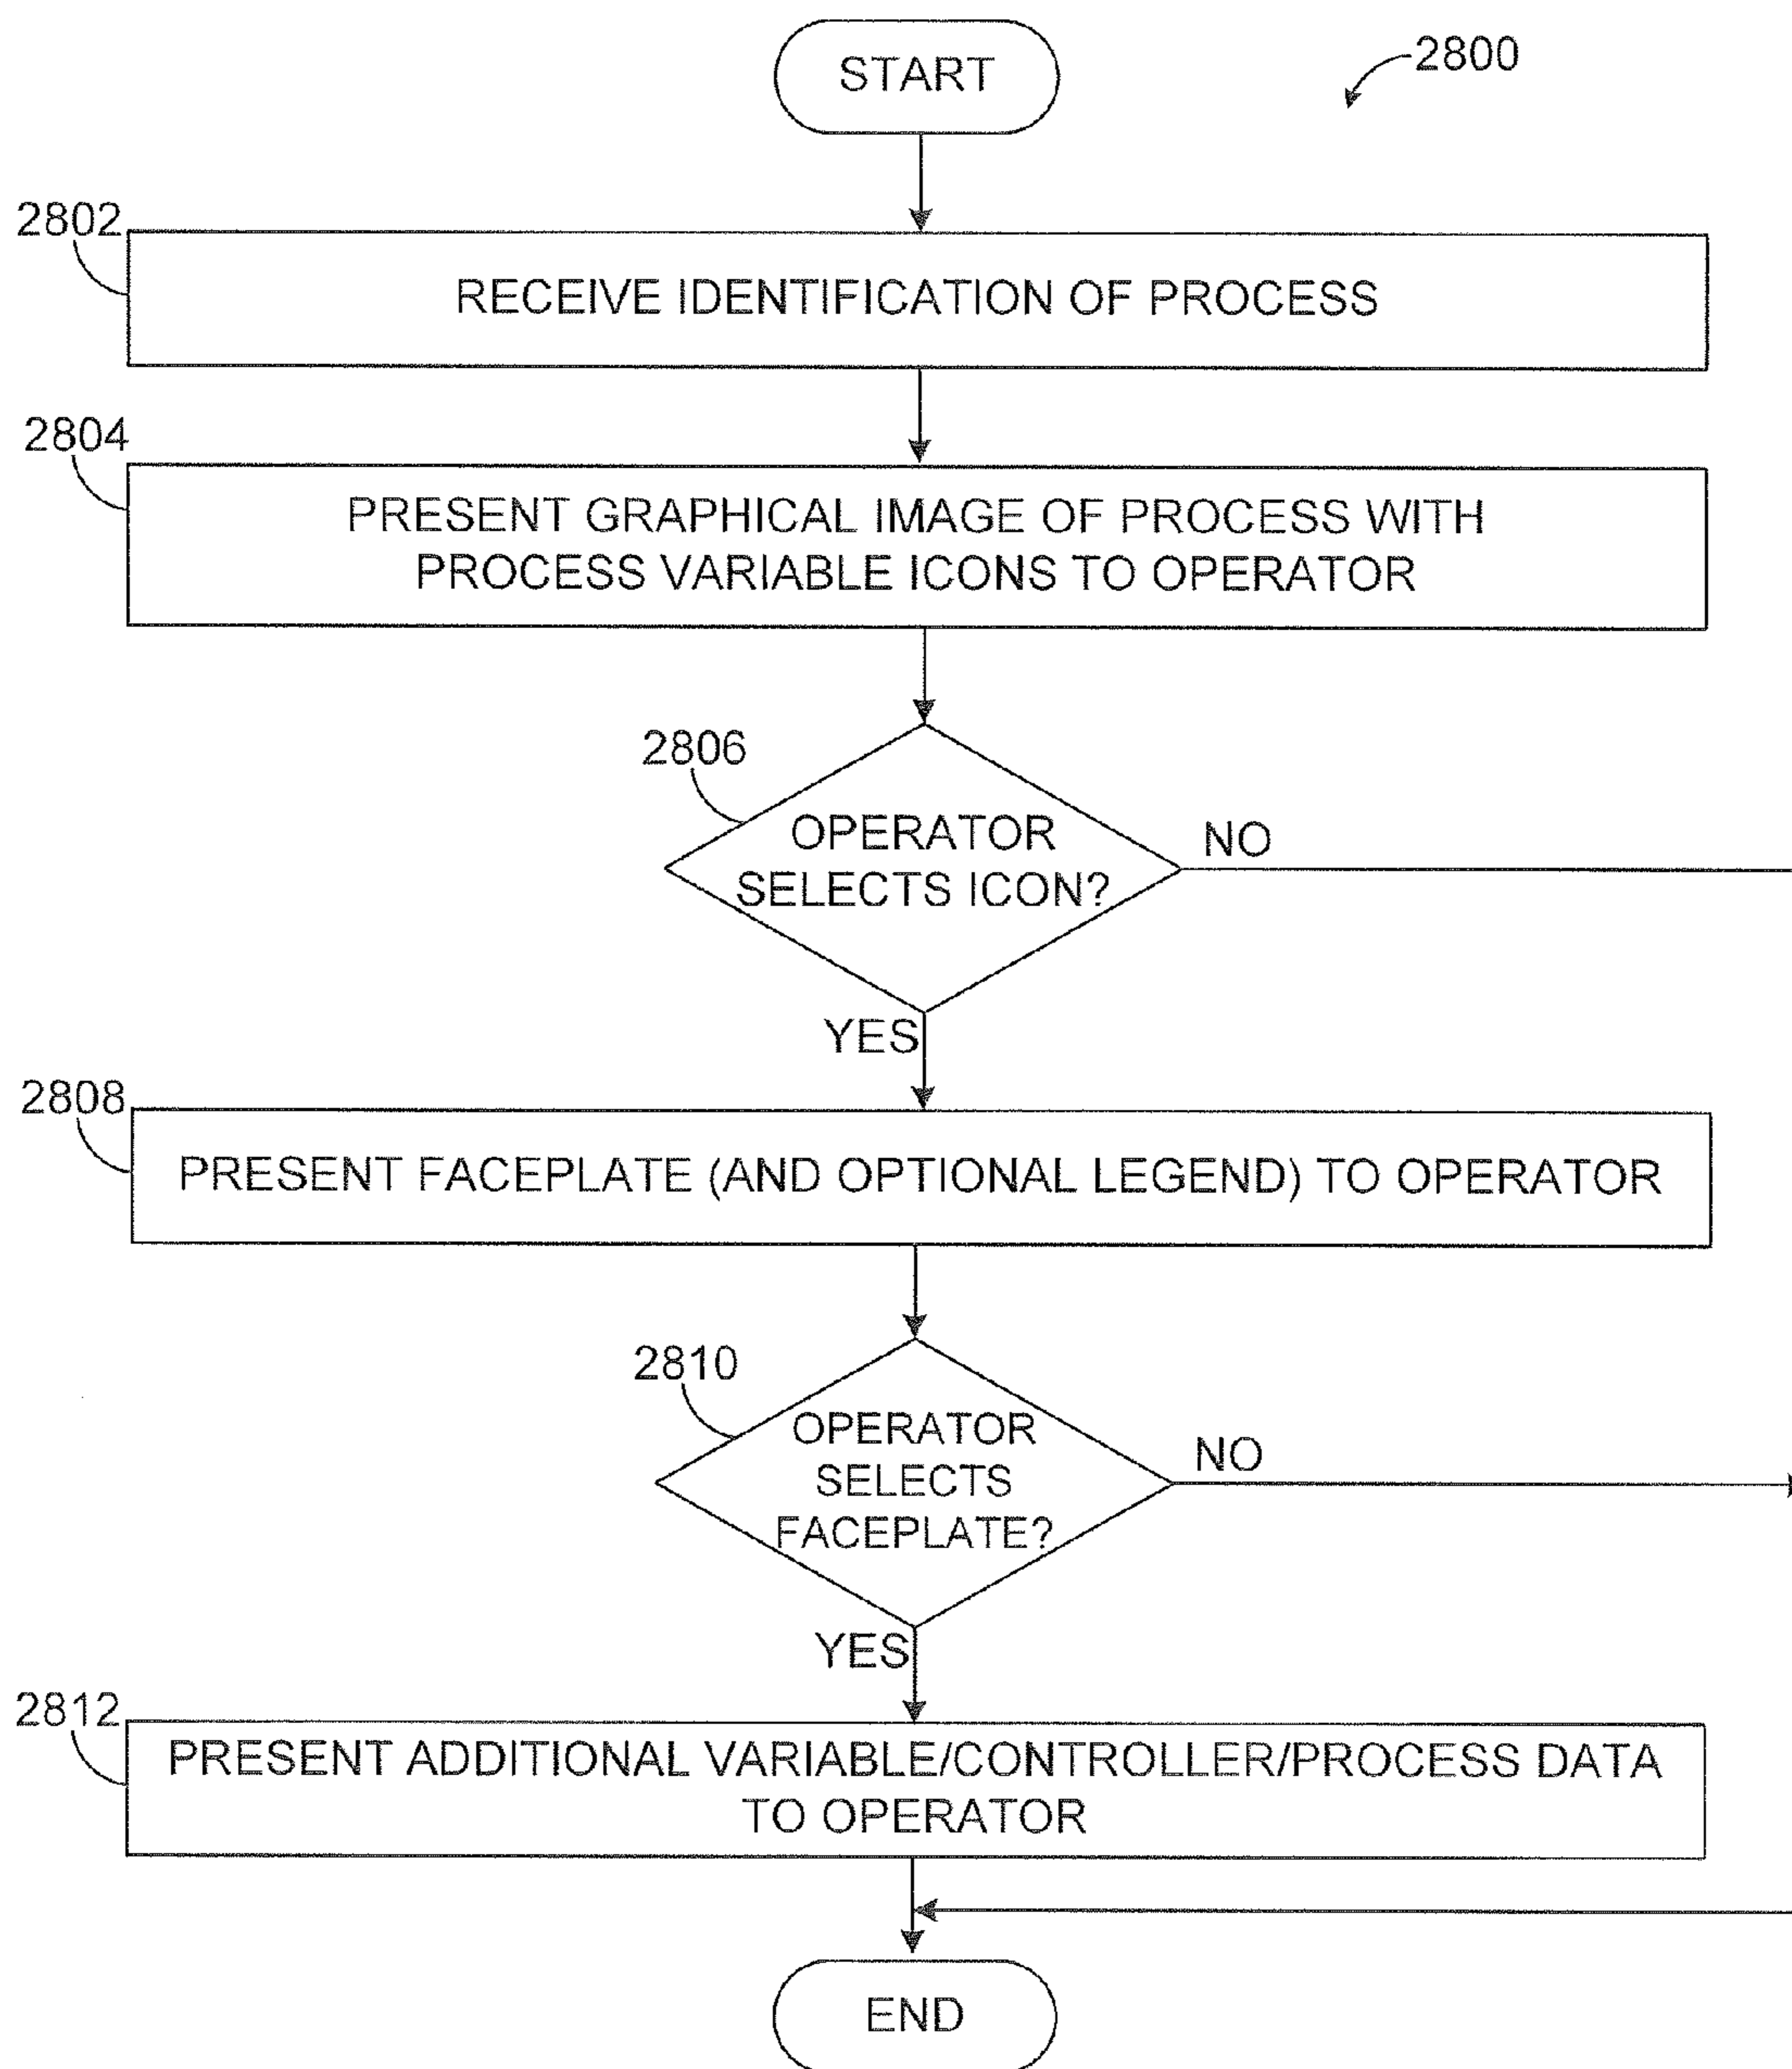 START
2800
2802
RECEIVE IDENTIFICATION OF PROCESS
2804
PRESENT GRAPHICAL IMAGE OF PROCESS WITH
PROCESS VARIABLE ICONS TO OPERATOR
2806
OPERATOR
SELECTS ICON?
NO
YES
2808
PRESENT FACEPLATE (AND OPTIONAL LEGEND) TO OPERATOR
2810
OPERATOR
SELECTS
FACEPLATE?
NO
YES
2812
PRESENT ADDITIONAL VARIABLE/CONTROLLER/PROCESS DATA
TO OPERATOR
END